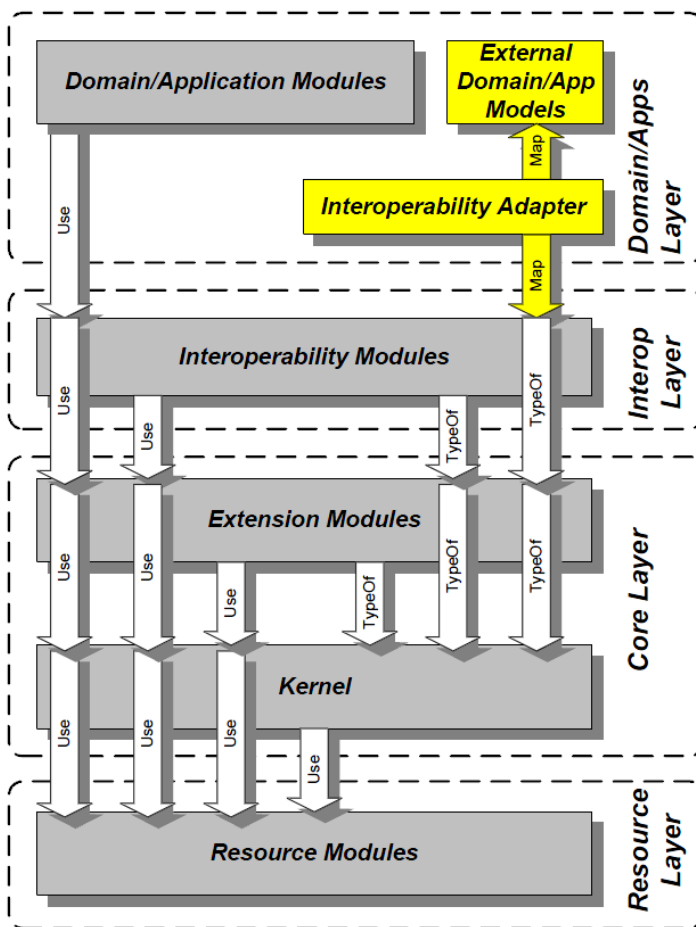 Domain/Application Modules
External
Domain/App
Models
Map
Interoperability Adapter
Use
Map
Domain/Apps
Layer
Interoperability Modules
Use
Use
TypeOf
TypeOf
Interop
Layer
Extension Modules
Use
Use
Use
TypeOf
TypeOf
TypeOf
Kernel
Core Layer
Use
Use
Use
Use
Resource Modules
Resource
Layer